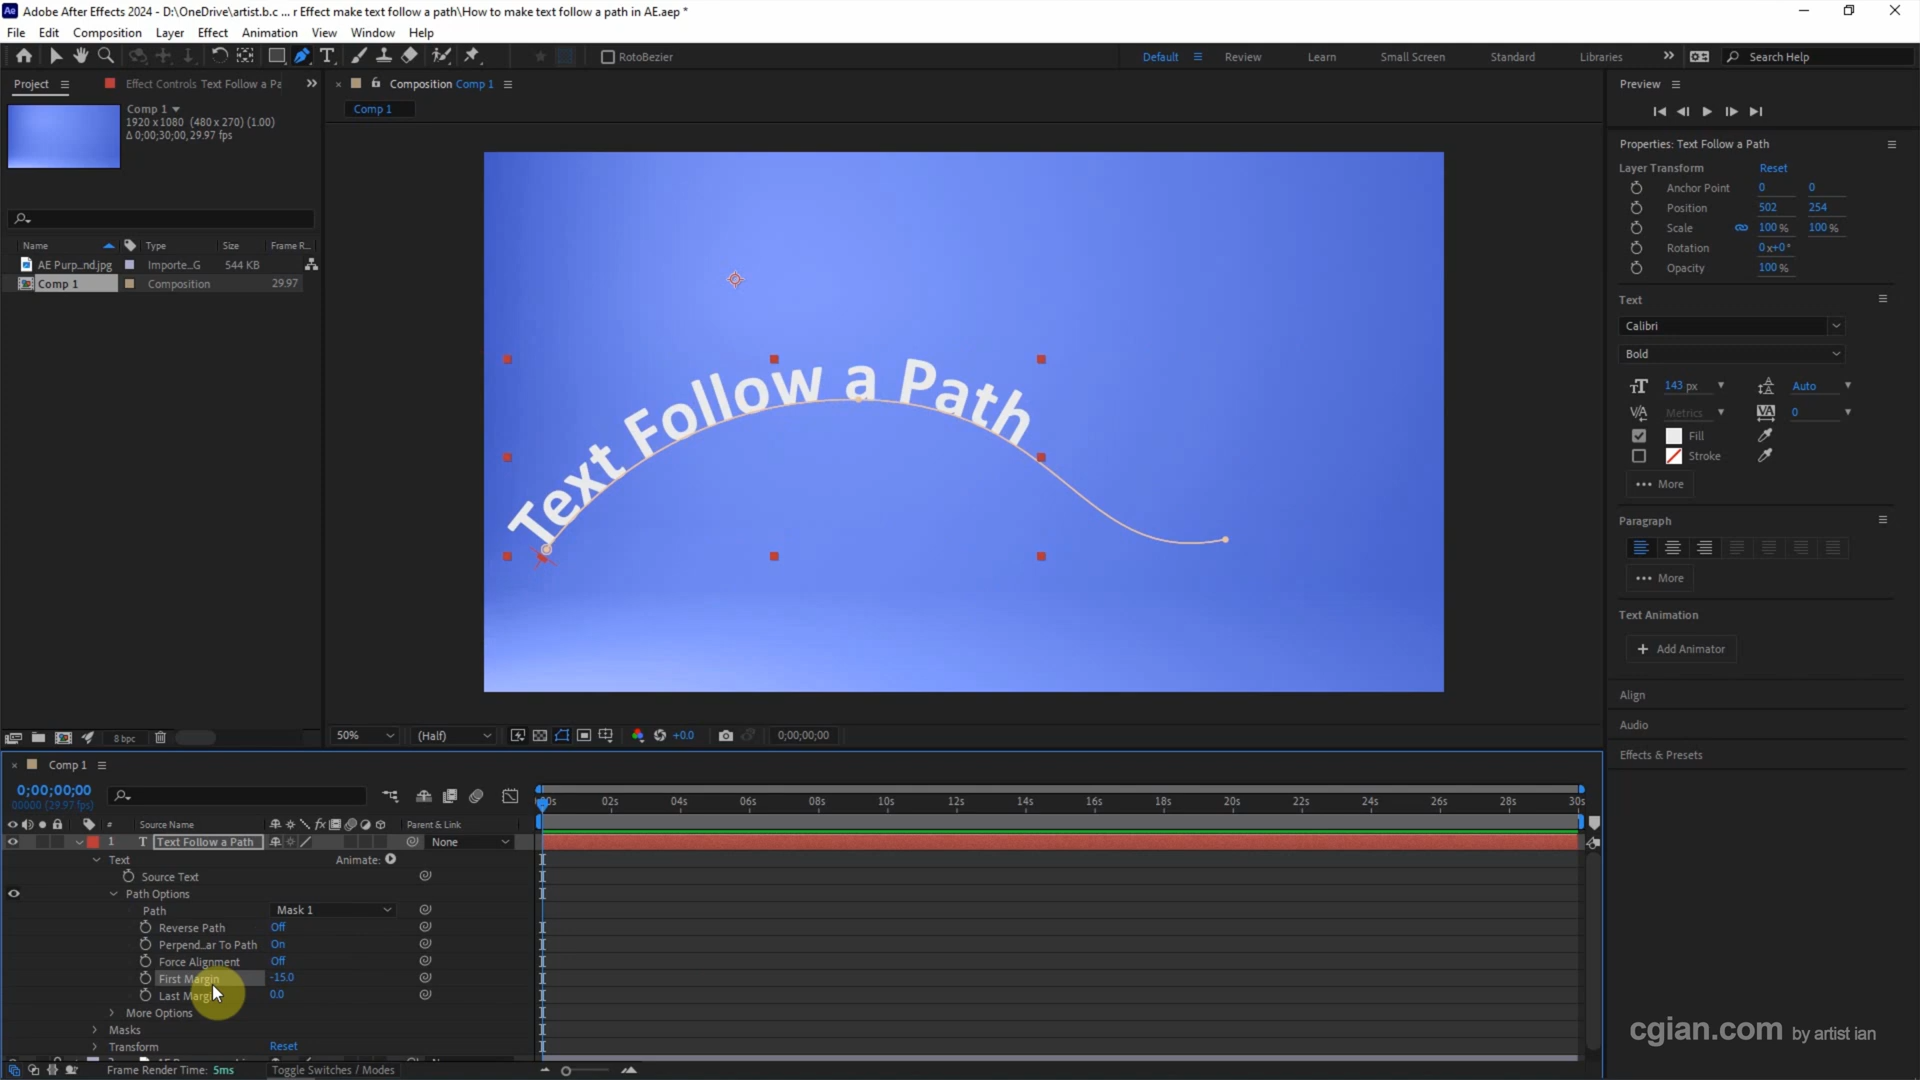 Adobe After Effects 2024 - D:\OneDrive\artist.b.c ... r Effect make text follow a path\How to make text follow a path in AE.aep *
File Edit Composition Layer Effect Animation View Window Help
RotoBezier
Default Review Learn Small Screen Standard Libraries
Search Help
Project Effect Controls Text Follow a Pa
Composition Comp 1
Comp 1
Comp 1
1920 x 1080 (480 x 270) (1.00)
Δ 0;00;30;00, 29.97 fps
Name Type Size Frame R...
AE Purp_nd.jpg Importe...G 544 KB
Comp 1 Composition 29.97
8 bpc
Text Follow a Path
50% (Half) +0.0 0;00;00;00
Preview
Properties: Text Follow a Path
Layer Transform Reset
Anchor Point 0 0
Position 502 254
Scale 100 % 100 %
Rotation 0x+0°
Opacity 100 %
Text
Calibri
Bold
143 px Auto
Metrics 0
Fill
Stroke
More
Paragraph
More
Text Animation
Add Animator
Align
Audio
Effects & Presets
Comp 1
0;00;00;00
00000 (29.97 fps)
02s 04s 06s 08s 10s 12s 14s 16s 18s 20s 22s 24s 26s 28s 30s
# Source Name fx Parent & Link
1 T Text Follow a Path None
Text Animate:
Source Text
Path Options
Path Mask 1
Reverse Path Off
Perpend...ar To Path On
Force Alignment Off
First Margin -15.0
Last Margin 0.0
More Options
Masks
Transform Reset
Frame Render Time: 5ms Toggle Switches / Modes
cgian.com by artist ian